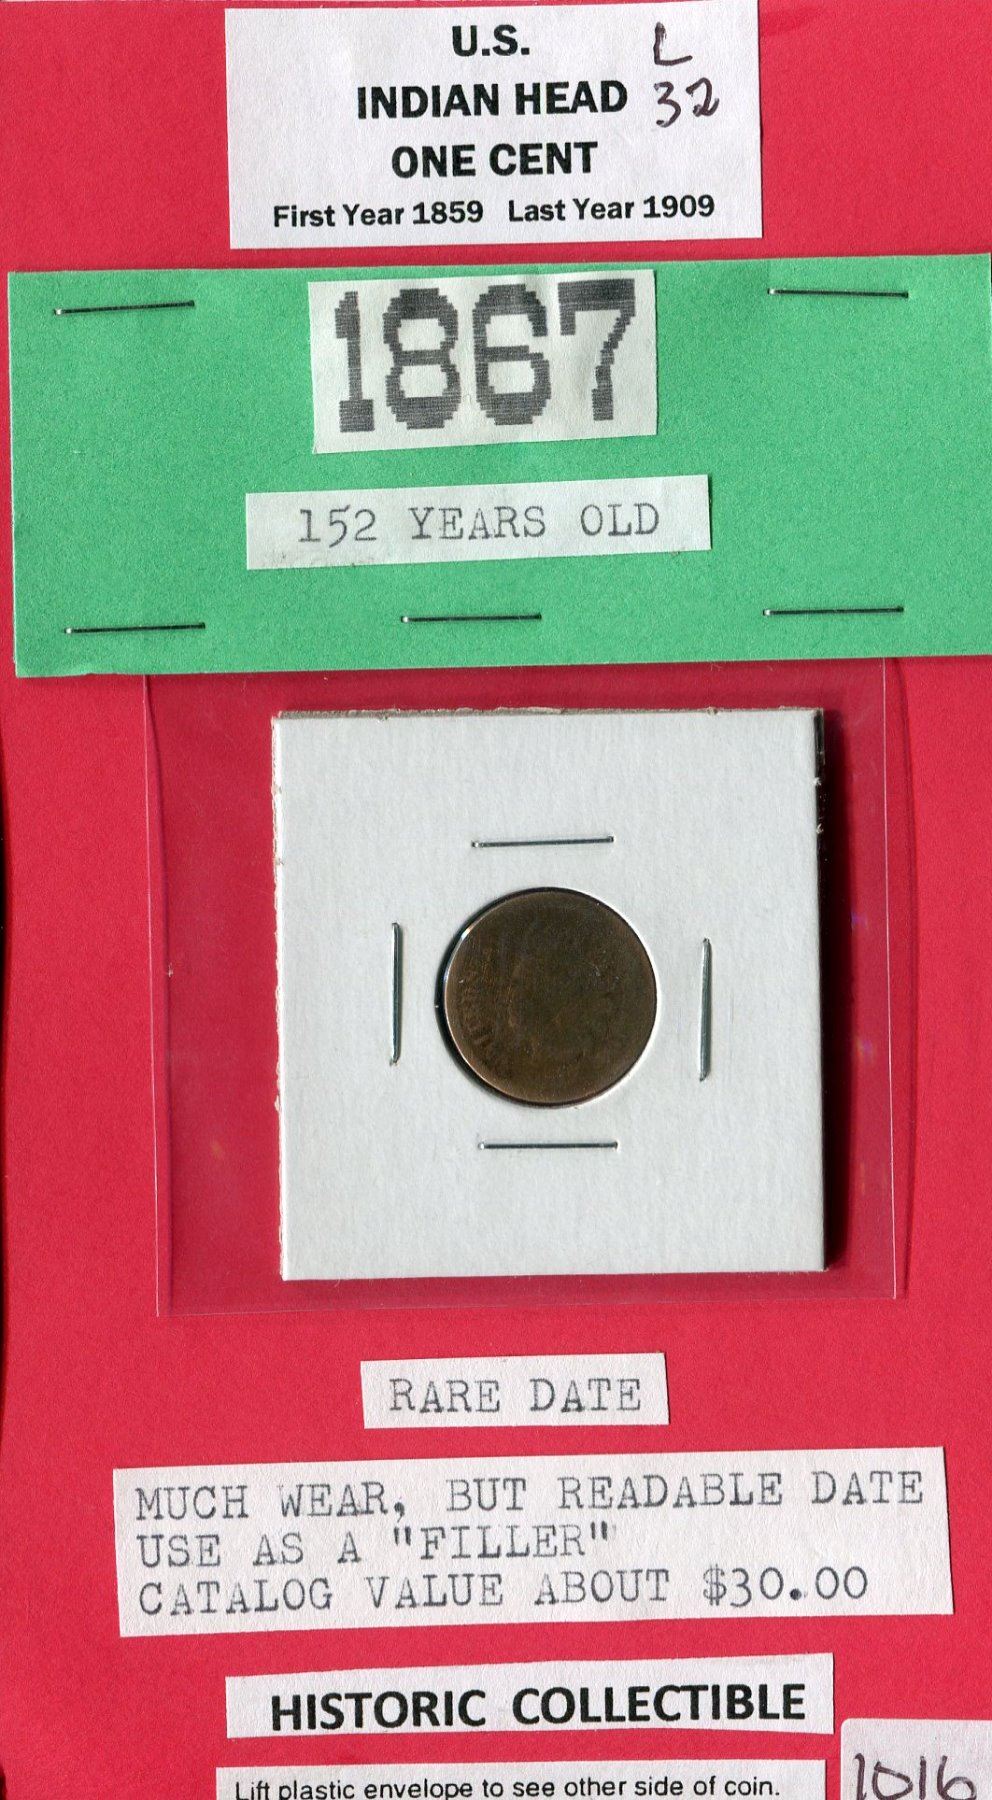 U.S.
L
INDIAN HEAD
32
ONE CENT
First Year 1859 Last Year 1909
1867
152 YEARS OLD
RARE DATE
MUCH WEAR, BUT READABLE DATE
USE AS A "FILLER"
CATALOG VALUE ABOUT $30.00
HISTORIC COLLECTIBLE
Lift plastic envelope to see other side of coin.
1016